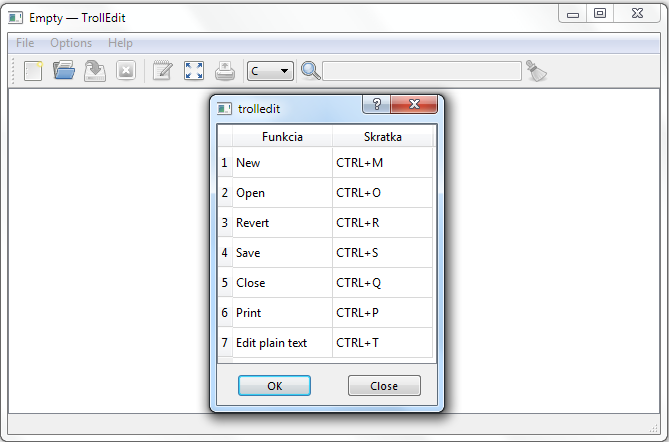 Empty — TrollEdit
File Options Help
C
trolledit
Funkcia Skratka
1 New CTRL+M
2 Open CTRL+O
3 Revert CTRL+R
4 Save CTRL+S
5 Close CTRL+Q
6 Print CTRL+P
7 Edit plain text CTRL+T
OK Close